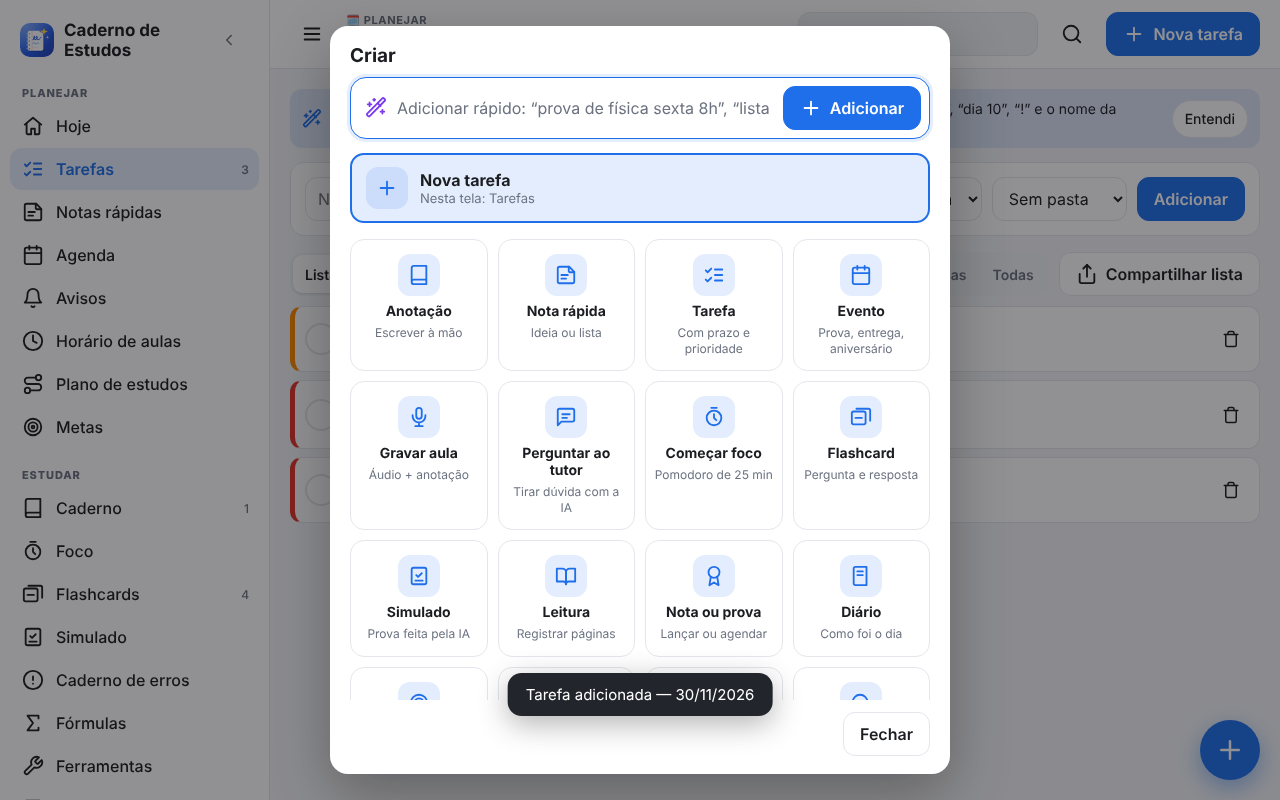 Caderno de
Estudos
PLANEJAR
Hoje
Tarefas 3
Notas rápidas
Agenda
Avisos
Horário de aulas
Plano de estudos
Metas
ESTUDAR
Caderno 1
Foco
Flashcards 4
Simulado
Caderno de erros
Fórmulas
Ferramentas
PLANEJAR
Nova tarefa
“dia 10”, “!” e o nome da
Entendi
Sem pasta
Adicionar
List
as
Todas
Compartilhar lista
Criar
Adicionar rápido: “prova de física sexta 8h”, “lista
Adicionar
Nova tarefa
Nesta tela: Tarefas
Anotação
Escrever à mão
Nota rápida
Ideia ou lista
Tarefa
Com prazo e
prioridade
Evento
Prova, entrega,
aniversário
Gravar aula
Áudio + anotação
Perguntar ao
tutor
Tirar dúvida com a
IA
Começar foco
Pomodoro de 25 min
Flashcard
Pergunta e resposta
Simulado
Prova feita pela IA
Leitura
Registrar páginas
Nota ou prova
Lançar ou agendar
Diário
Como foi o dia
Tarefa adicionada — 30/11/2026
Fechar